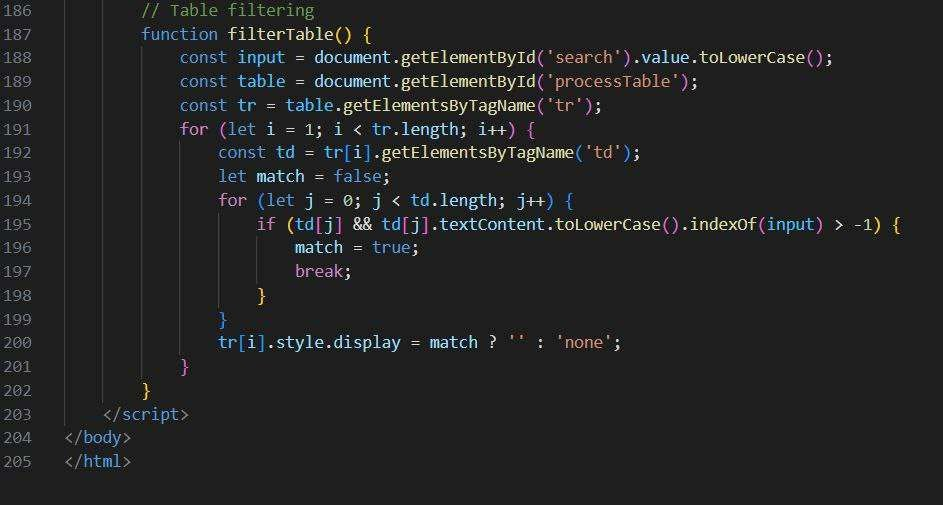 186 // Table filtering
187 function filterTable() {
188 const input = document.getElementById('search').value.toLowerCase();
189 const table = document.getElementById('processTable');
190 const tr = table.getElementsByTagName('tr');
191 for (let i = 1; i < tr.length; i++) {
192 const td = tr[i].getElementsByTagName('td');
193 let match = false;
194 for (let j = 0; j < td.length; j++) {
195 if (td[j] && td[j].textContent.toLowerCase().indexOf(input) > -1) {
196 match = true;
197 break;
198 }
199 }
200 tr[i].style.display = match ? '' : 'none';
201 }
202 }
203 </script>
204 </body>
205 </html>